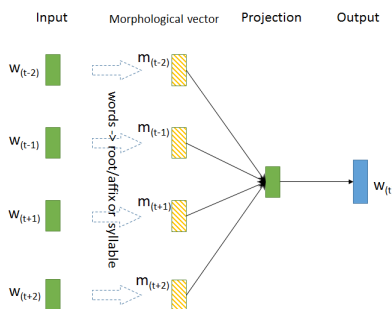 Input Morphological vector Projection Output
w(t-2) m(t-2)
w(t-1) m(t-1)
w(t+1) m(t+1)
w(t+2) m(t+2)
words -> root/affix or syllable
w(t